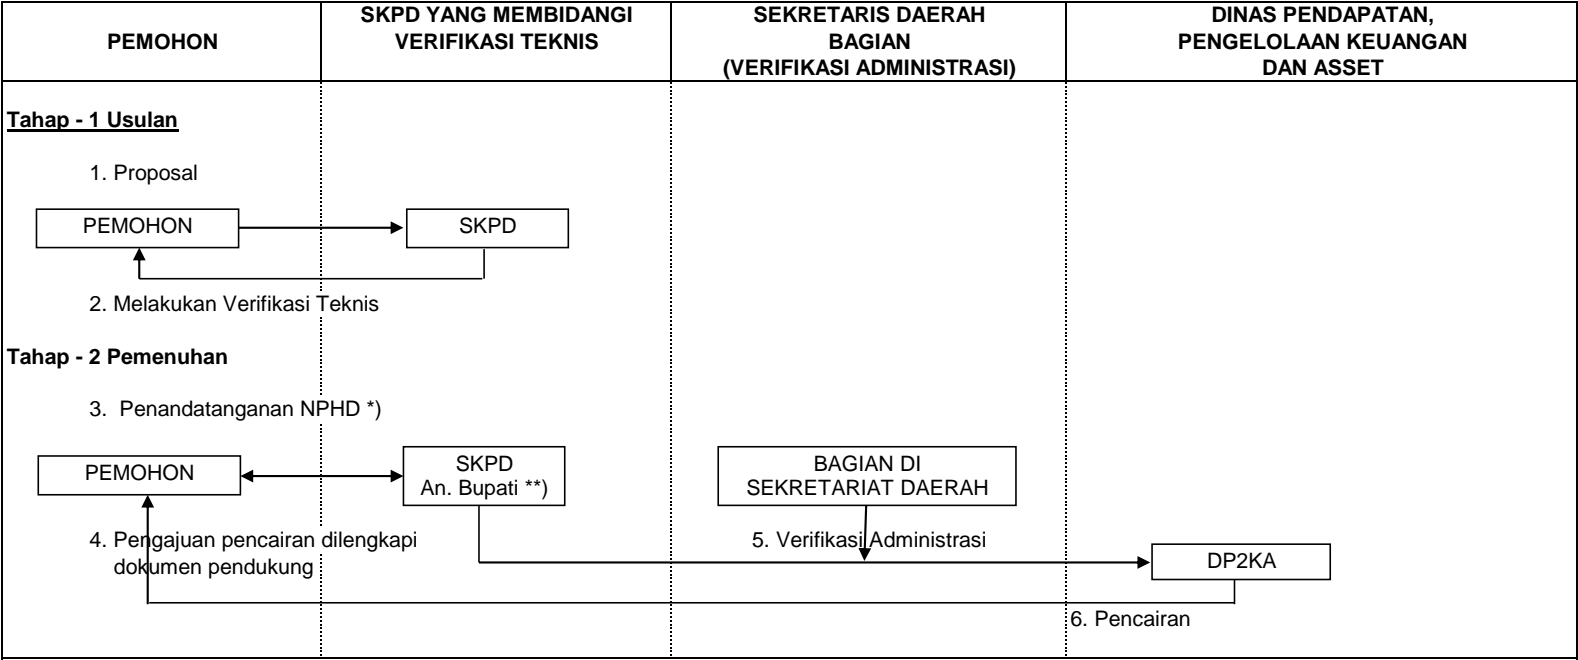 PEMOHON
SKPD YANG MEMBIDANGI
VERIFIKASI TEKNIS
SEKRETARIS DAERAH
BAGIAN
(VERIFIKASI ADMINISTRASI)
DINAS PENDAPATAN,
PENGELOLAAN KEUANGAN
DAN ASSET
Tahap - 1 Usulan
1. Proposal
PEMOHON
SKPD
2. Melakukan Verifikasi Teknis
Tahap - 2 Pemenuhan
3. Penandatanganan NPHD *)
PEMOHON
SKPD
An. Bupati **)
BAGIAN DI
SEKRETARIAT DAERAH
4. Pengajuan pencairan dilengkapi
dokumen pendukung
5. Verifikasi Administrasi
DP2KA
6. Pencairan